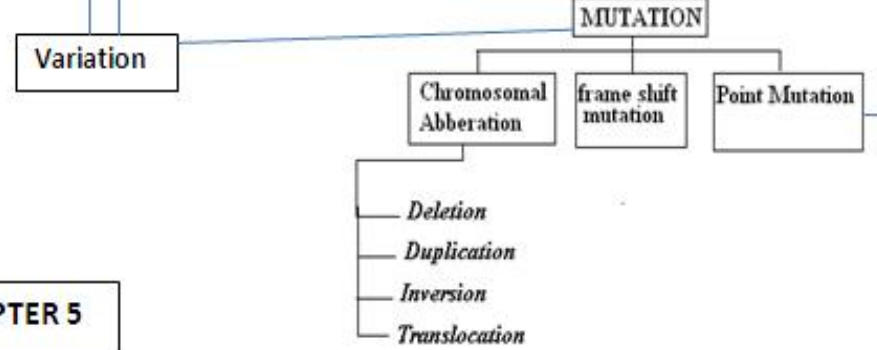 MUTATION
Variation
Chromosomal
Abberation
frame shift
mutation
Point Mutation
Deletion
Duplication
Inversion
Translocation
PTER 5